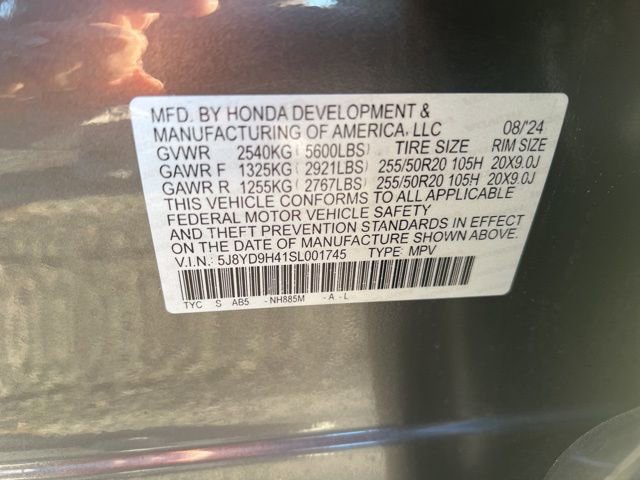 MFD. BY HONDA DEVELOPMENT &
MANUFACTURING OF AMERICA, LLC 08/'24
GVWR 2540KG ( 5600LBS) TIRE SIZE RIM SIZE
GAWR F 1325KG ( 2921LBS) 255/50R20 105H 20X9.0J
GAWR R 1255KG ( 2767LBS) 255/50R20 105H 20X9.0J
THIS VEHICLE CONFORMS TO ALL APPLICABLE
FEDERAL MOTOR VEHICLE SAFETY
AND THEFT PREVENTION STANDARDS IN EFFECT
ON THE DATE OF MANUFACTURE SHOWN ABOVE.
V.I.N.: 5J8YD9H41SL001745 TYPE: MPV
TYC S AB5 -NH885M -A-L